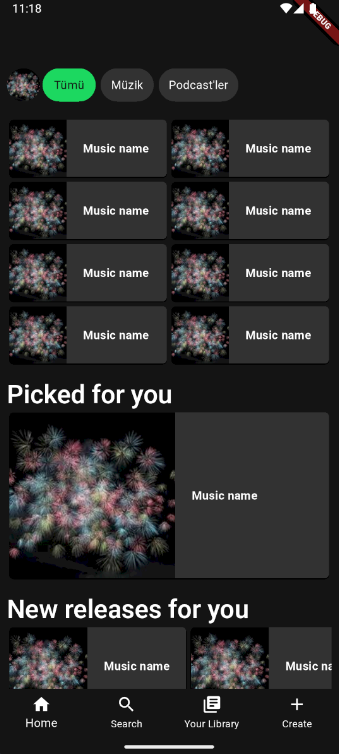 11:18
DEBUG
Tümü Müzik Podcast'ler
Music name Music name
Music name Music name
Music name Music name
Music name Music name
Picked for you
Music name
New releases for you
Music name Music na
Home Search Your Library Create